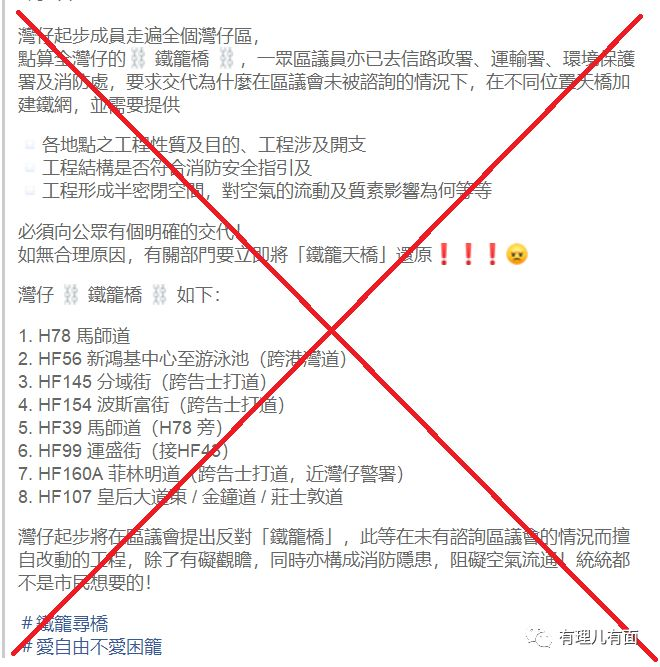 灣仔起步成員走遍全個灣仔區，
點算全灣仔的⛓鐵籠橋⛓，一眾區議員亦已去信路政署、運輸署、環境保護
署及消防處，要求交代為什麼在區議會未被諮詢的情況下，在不同位置天橋加
建鐵網，並需要提供
各地點之工程性質及目的、工程涉及開支
工程結構是否符合消防安全指引及
工程形成半密閉空間，對空氣的流動及質素影響為何等等
必須向公眾有個明確的交代！
如無合理原因，有關部門要立即將「鐵籠天橋」還原❗❗❗😠
灣仔⛓鐵籠橋⛓如下：
1. H78 馬師道
2. HF56 新鴻基中心至游泳池（跨港灣道）
3. HF145 分域街（跨告士打道）
4. HF154 波斯富街（跨告士打道）
5. HF39 馬師道（H78 旁）
6. HF99 運盛街（接HF43）
7. HF160A 菲林明道（跨告士打道，近灣仔警署）
8. HF107 皇后大道東 / 金鐘道 / 莊士敦道
灣仔起步將在區議會提出反對「鐵籠橋」，此等在未有諮詢區議會的情況而擅
自改動的工程，除了有礙觀瞻，同時亦構成消防隱患，阻礙空氣流通！統統都
不是市民想要的！
＃鐵籠尋橋
＃愛自由不愛困籠
有理儿有面